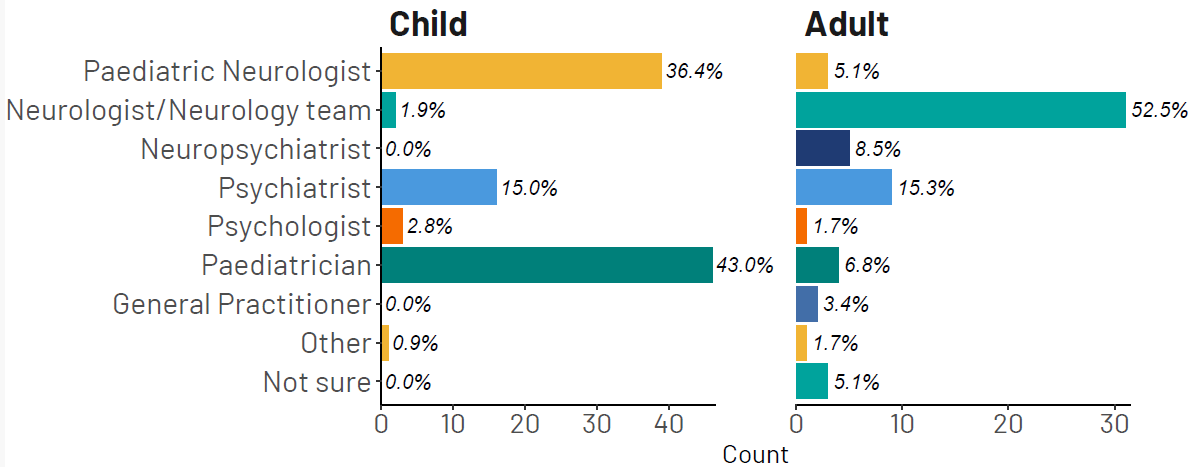 Child Adult
Paediatric Neurologist 36.4% 5.1%
Neurologist/Neurology team 1.9% 52.5%
Neuropsychiatrist 0.0% 8.5%
Psychiatrist 15.0% 15.3%
Psychologist 2.8% 1.7%
Paediatrician 43.0% 6.8%
General Practitioner 0.0% 3.4%
Other 0.9% 1.7%
Not sure 0.0% 5.1%
0 10 20 30 40 0 10 20 30
Count